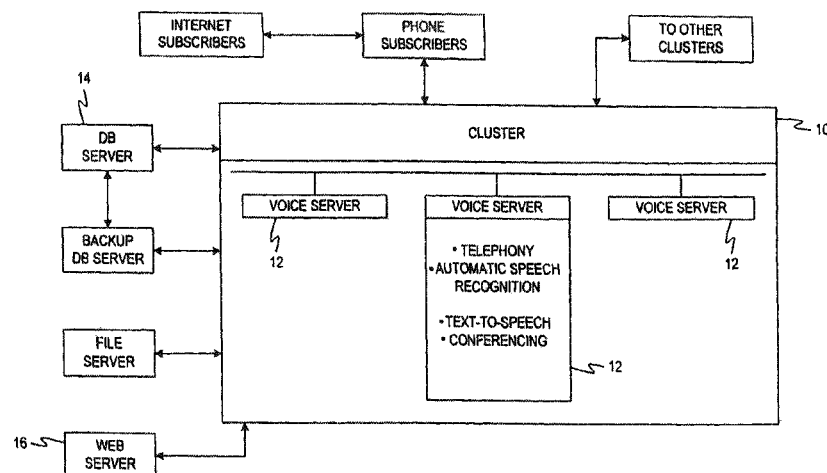 INTERNET
SUBSCRIBERS
PHONE
SUBSCRIBERS
TO OTHER
CLUSTERS
14
DB
SERVER
CLUSTER
10
VOICE SERVER
VOICE SERVER
VOICE SERVER
12
12
BACKUP
DB SERVER
• TELEPHONY
• AUTOMATIC SPEECH
RECOGNITION
• TEXT-TO-SPEECH
• CONFERENCING
12
FILE
SERVER
16
WEB
SERVER